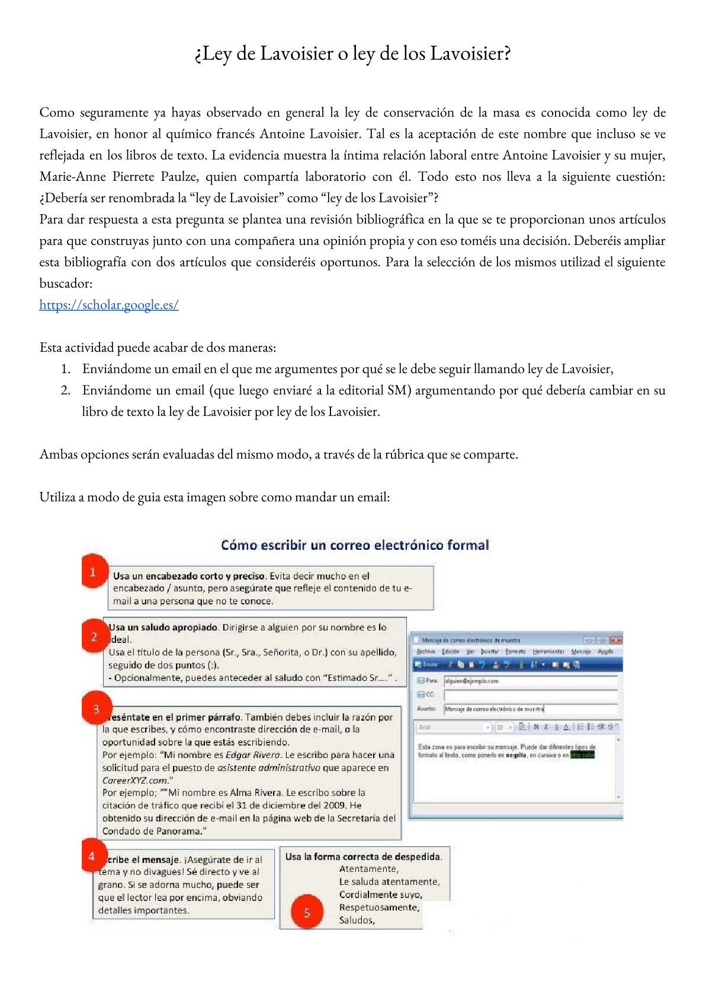 ¿Ley de Lavoisier o ley de los Lavoisier?
Como seguramente ya hayas observado en general la ley de conservación de la masa es conocida como ley de
Lavoisier, en honor al químico francés Antoine Lavoisier. Tal es la aceptación de este nombre que incluso se ve
reflejada en los libros de texto. La evidencia muestra la íntima relación laboral entre Antoine Lavoisier y su mujer,
Marie-Anne Pierrete Paulze, quien compartía laboratorio con él. Todo esto nos lleva a la siguiente cuestión:
¿Debería ser renombrada la “ley de Lavoisier” como “ley de los Lavoisier”?
Para dar respuesta a esta pregunta se plantea una revisión bibliográfica en la que se te proporcionan unos artículos
para que construyas junto con una compañera una opinión propia y con eso toméis una decisión. Deberéis ampliar
esta bibliografía con dos artículos que consideréis oportunos. Para la selección de los mismos utilizad el siguiente
buscador:
https://scholar.google.es/
Esta actividad puede acabar de dos maneras:
1. Enviándome un email en el que me argumentes por qué se le debe seguir llamando ley de Lavoisier,
2. Enviándome un email (que luego enviaré a la editorial SM) argumentando por qué debería cambiar en su
libro de texto la ley de Lavoisier por ley de los Lavoisier.
Ambas opciones serán evaluadas del mismo modo, a través de la rúbrica que se comparte.
Utiliza a modo de guia esta imagen sobre como mandar un email:
Cómo escribir un correo electrónico formal
1
Usa un encabezado corto y preciso. Evita decir mucho en el
encabezado / asunto, pero asegúrate que refleje el contenido de tu e-
mail a una persona que no te conoce.
2
Usa un saludo apropiado. Dirigirse a alguien por su nombre es lo
ideal.
Usa el título de la persona (Sr., Sra., Señorita, o Dr.) con su apellido,
seguido de dos puntos (:).
- Opcionalmente, puedes anteceder al saludo con “Estimado Sr....” .
Mensaje de correo electrónico de muestra
Archivo Edición Ver Insertar Formato Herramientas Mensaje Ayuda
Enviar
Para: alguien@ejemplo.com
CC:
Asunto: Mensaje de correo electrónico de muestra
Arial 10 N K S A
Esta zona es para escribir su mensaje. Puede dar diferentes tipos de
formato al texto, como ponerlo en negrita, en cursiva o en otro color
3
reséntate en el primer párrafo. También debes incluir la razón por
la que escribes, y cómo encontraste dirección de e-mail, o la
oportunidad sobre la que estás escribiendo.
Por ejemplo: “Mi nombre es Edgar Rivera. Le escribo para hacer una
solicitud para el puesto de asistente administrativo que aparece en
CareerXYZ.com.”
Por ejemplo; “"Mi nombre es Alma Rivera. Le escribo sobre la
citación de tráfico que recibí el 31 de diciembre del 2009. He
obtenido su dirección de e-mail en la página web de la Secretaría del
Condado de Panorama."
4
cribe el mensaje. ¡Asegúrate de ir al
tema y no divagues! Sé directo y ve al
grano. Si se adorna mucho, puede ser
que el lector lea por encima, obviando
detalles importantes.
Usa la forma correcta de despedida.
Atentamente,
Le saluda atentamente,
Cordialmente suyo,
Respetuosamente,
Saludos,
5